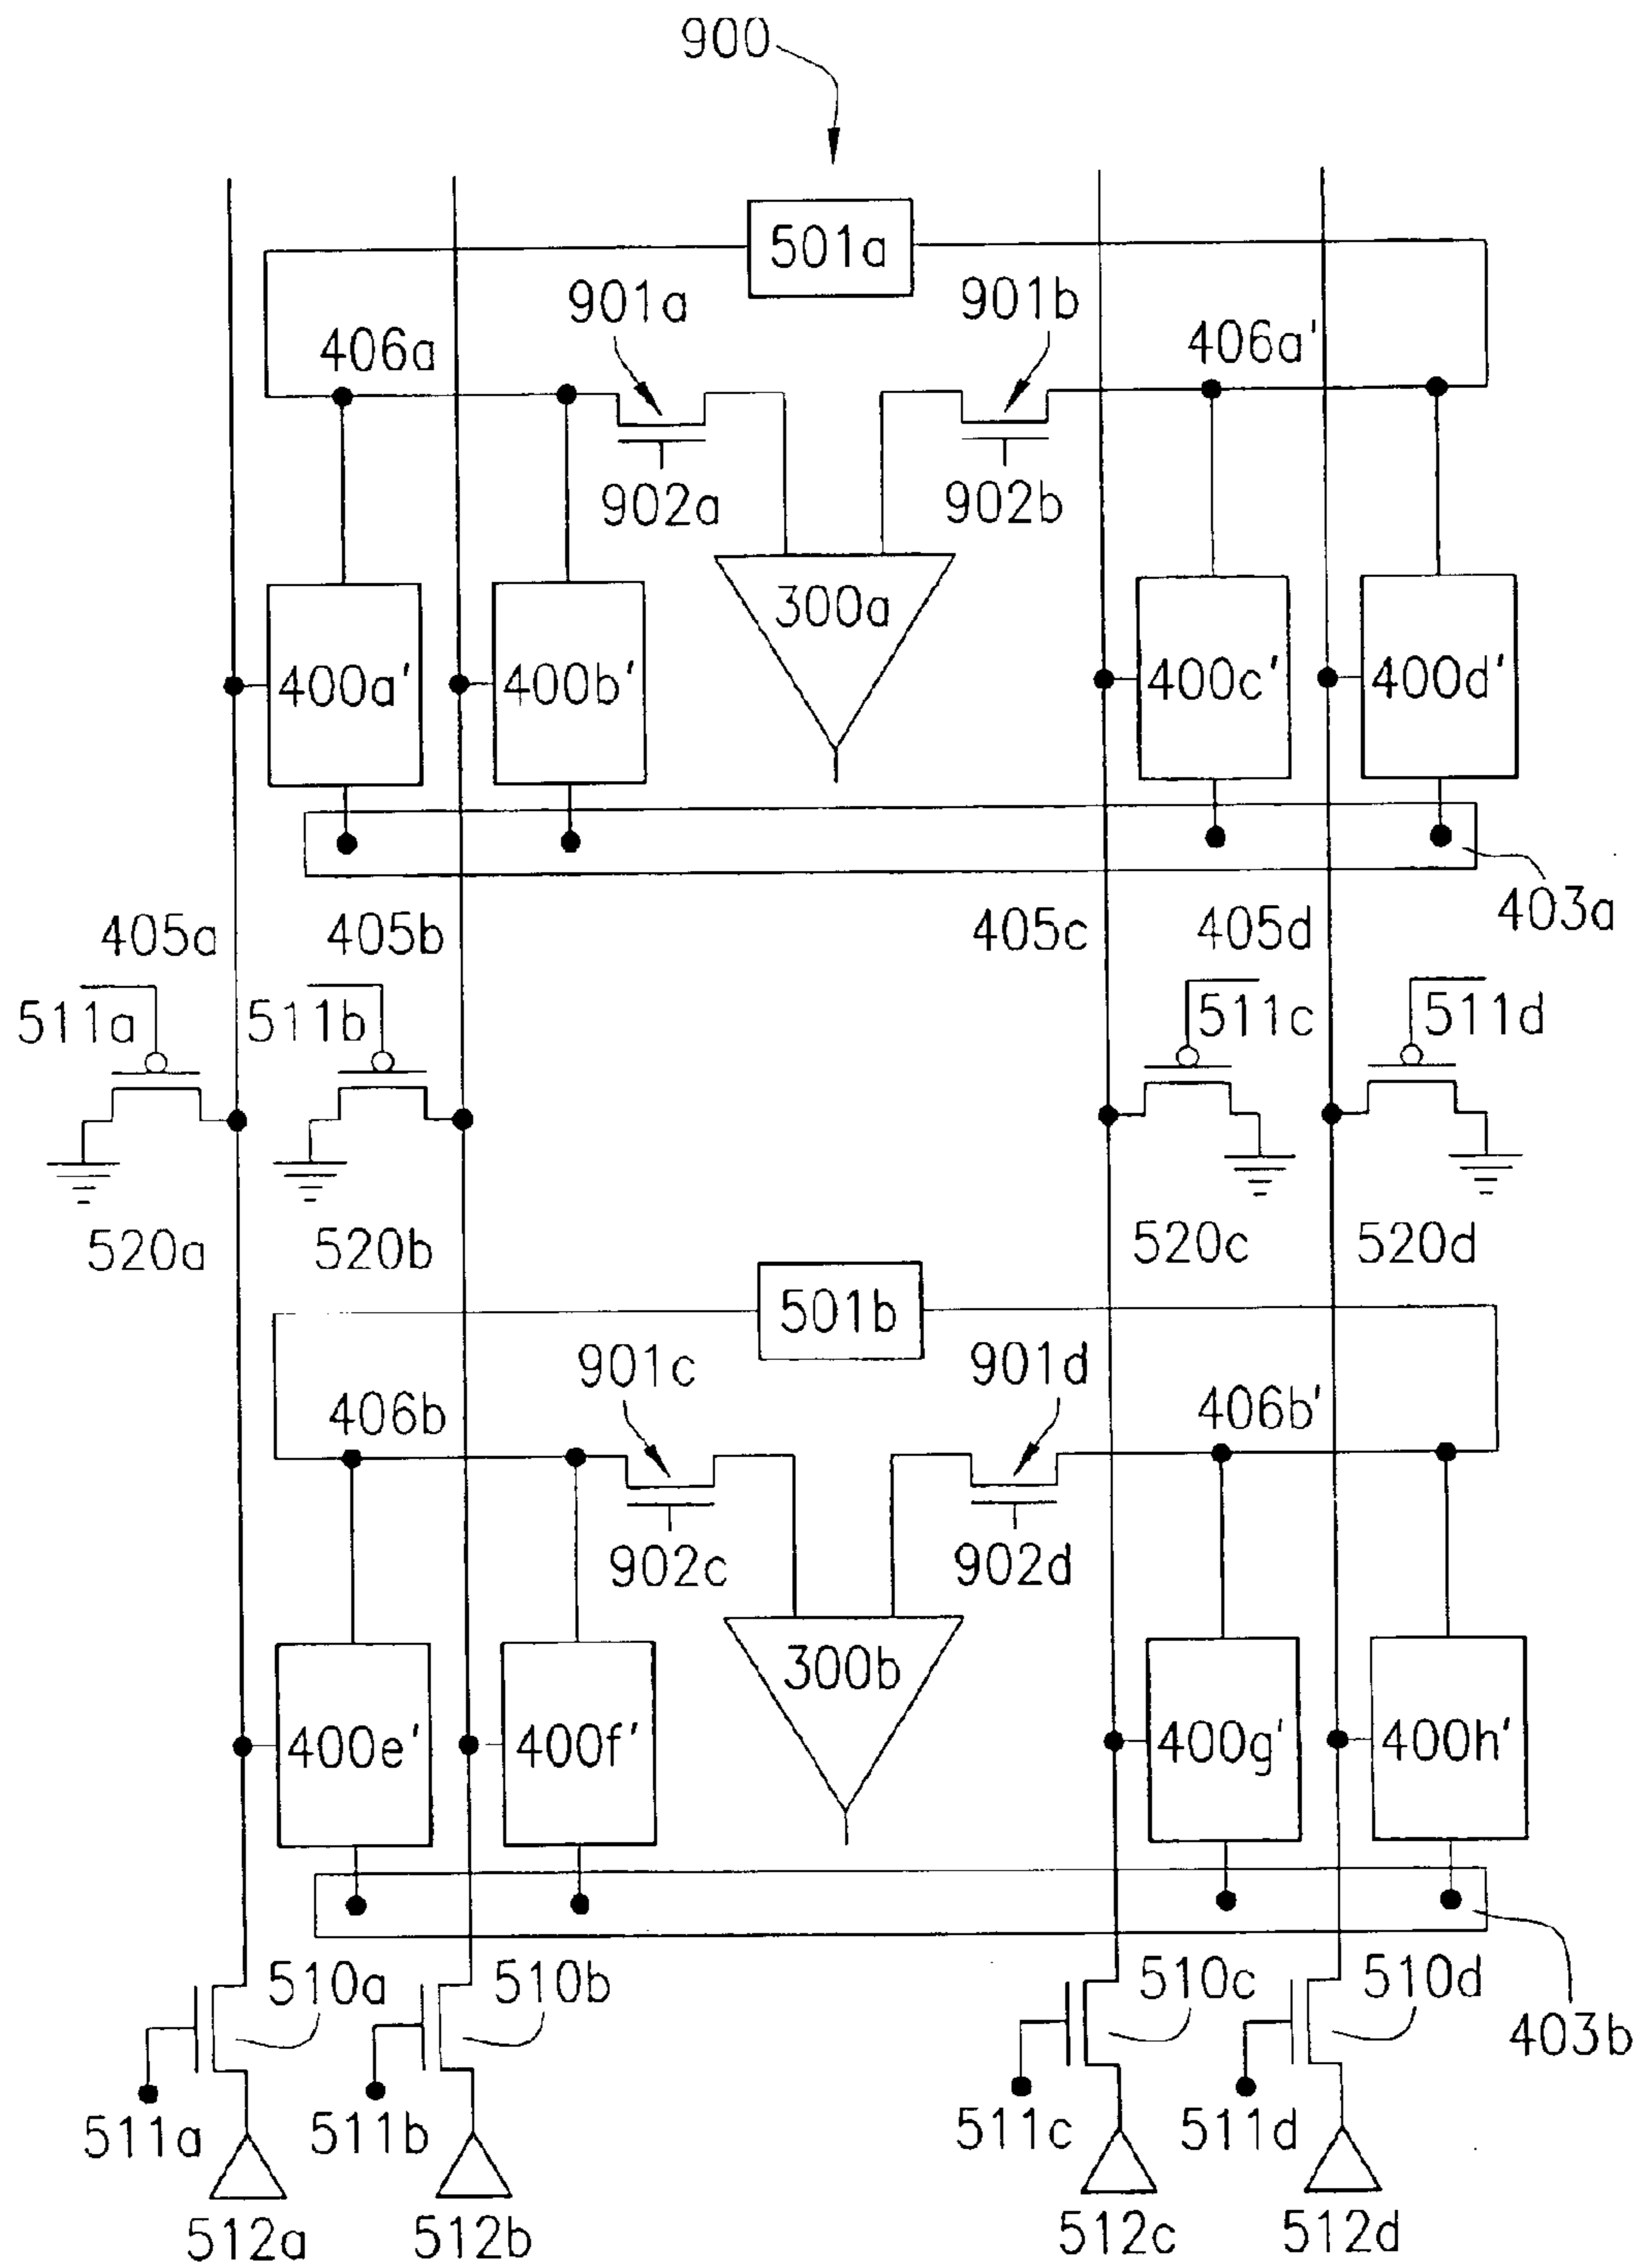 900
501a
901a
901b
406a
406a'
902a
902b
300a
400a'
400b'
400c'
400d'
403a
405a
405b
405c
405d
511a
511b
511c
511d
520a
520b
520c
520d
501b
901c
901d
406b
406b'
902c
902d
300b
400e'
400f'
400g'
400h'
510a
510b
510c
510d
403b
511a
511b
511c
511d
512a
512b
512c
512d